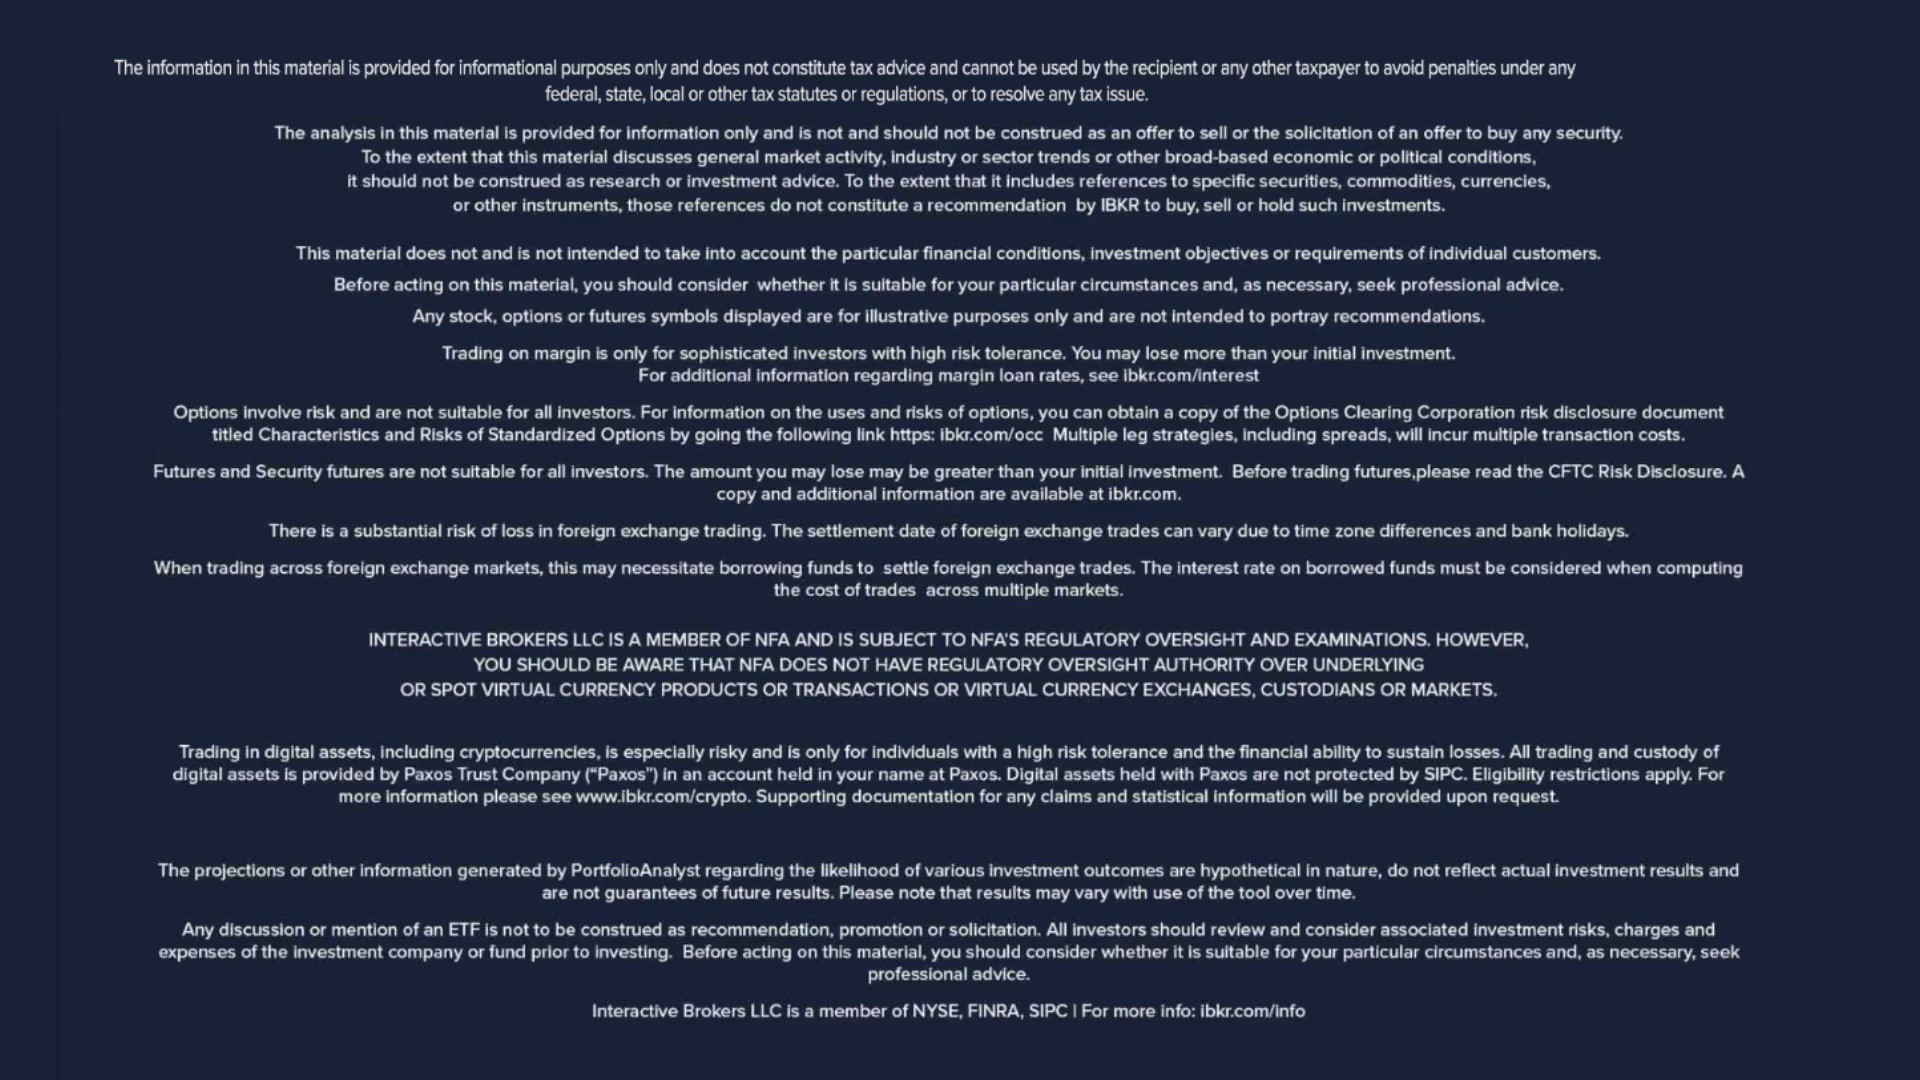 The information in this material is provided for informational purposes only and does not constitute tax advice and cannot be used by the recipient or any other taxpayer to avoid penalties under any
federal, state, local or other tax statutes or regulations, or to resolve any tax issue.
The analysis in this material is provided for information only and is not and should not be construed as an offer to sell or the solicitation of an offer to buy any security.
To the extent that this material discusses general market activity, industry or sector trends or other broad-based economic or political conditions,
it should not be construed as research or investment advice. To the extent that it includes references to specific securities, commodities, currencies,
or other instruments, those references do not constitute a recommendation by IBKR to buy, sell or hold such investments.
This material does not and is not intended to take into account the particular financial conditions, investment objectives or requirements of individual customers.
Before acting on this material, you should consider whether it is suitable for your particular circumstances and, as necessary, seek professional advice.
Any stock, options or futures symbols displayed are for illustrative purposes only and are not intended to portray recommendations.
Trading on margin is only for sophisticated investors with high risk tolerance. You may lose more than your initial investment.
For additional information regarding margin loan rates, see ibkr.com/interest
Options involve risk and are not suitable for all investors. For information on the uses and risks of options, you can obtain a copy of the Options Clearing Corporation risk disclosure document
titled Characteristics and Risks of Standardized Options by going the following link https: ibkr.com/occ Multiple leg strategies, including spreads, will incur multiple transaction costs.
Futures and Security futures are not suitable for all investors. The amount you may lose may be greater than your initial investment. Before trading futures,please read the CFTC Risk Disclosure. A
copy and additional information are available at ibkr.com.
There is a substantial risk of loss in foreign exchange trading. The settlement date of foreign exchange trades can vary due to time zone differences and bank holidays.
When trading across foreign exchange markets, this may necessitate borrowing funds to settle foreign exchange trades. The interest rate on borrowed funds must be considered when computing
the cost of trades across multiple markets.
INTERACTIVE BROKERS LLC IS A MEMBER OF NFA AND IS SUBJECT TO NFA'S REGULATORY OVERSIGHT AND EXAMINATIONS. HOWEVER,
YOU SHOULD BE AWARE THAT NFA DOES NOT HAVE REGULATORY OVERSIGHT AUTHORITY OVER UNDERLYING
OR SPOT VIRTUAL CURRENCY PRODUCTS OR TRANSACTIONS OR VIRTUAL CURRENCY EXCHANGES, CUSTODIANS OR MARKETS.
Trading in digital assets, including cryptocurrencies, is especially risky and is only for individuals with a high risk tolerance and the financial ability to sustain losses. All trading and custody of
digital assets is provided by Paxos Trust Company (“Paxos”) in an account held in your name at Paxos. Digital assets held with Paxos are not protected by SIPC. Eligibility restrictions apply. For
more information please see www.ibkr.com/crypto. Supporting documentation for any claims and statistical information will be provided upon request.
The projections or other information generated by PortfolioAnalyst regarding the likelihood of various investment outcomes are hypothetical in nature, do not reflect actual investment results and
are not guarantees of future results. Please note that results may vary with use of the tool over time.
Any discussion or mention of an ETF is not to be construed as recommendation, promotion or solicitation. All investors should review and consider associated investment risks, charges and
expenses of the investment company or fund prior to investing. Before acting on this material, you should consider whether it is suitable for your particular circumstances and, as necessary, seek
professional advice.
Interactive Brokers LLC is a member of NYSE, FINRA, SIPC | For more info: ibkr.com/info